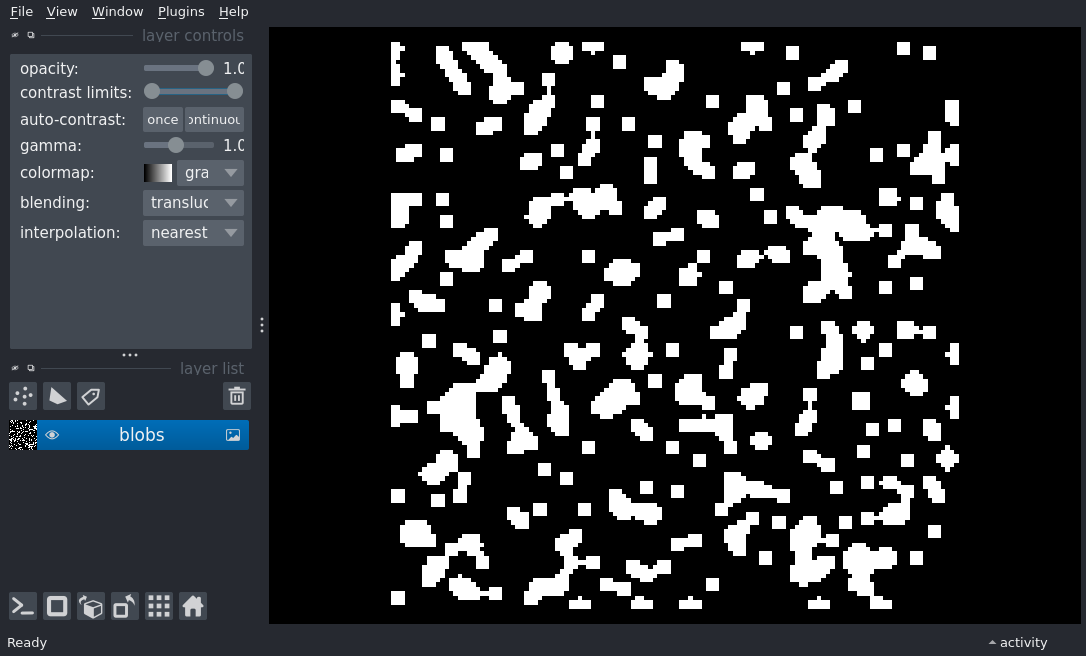 File View Window Plugins Help
layer controls
opacity: 1.0
contrast limits:
auto-contrast: once ontinuou
gamma: 1.0
colormap: gra
blending: transluc
interpolation: nearest
layer list
blobs
Ready
activity